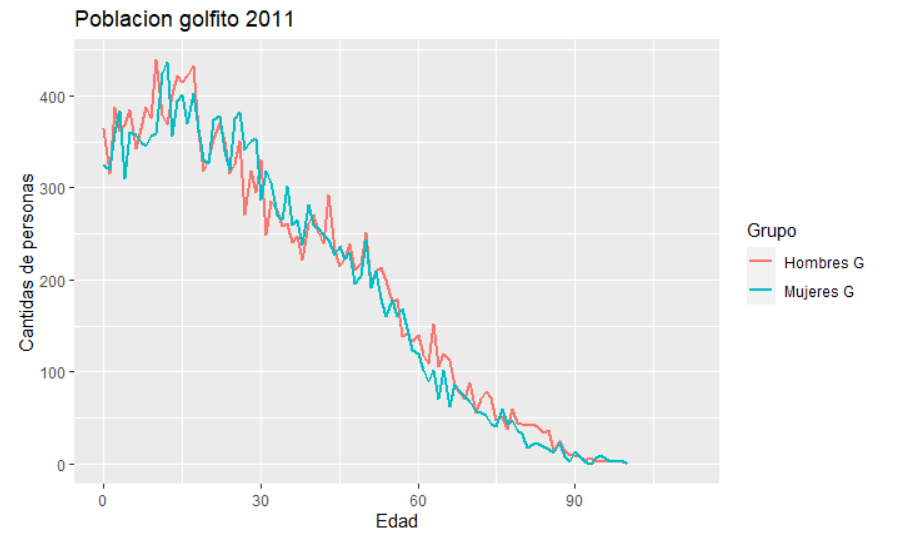 Poblacion golfito 2011
Cantidas de personas
400
300
200
100
0
0 30 60 90
Edad
Grupo
Hombres G
Mujeres G